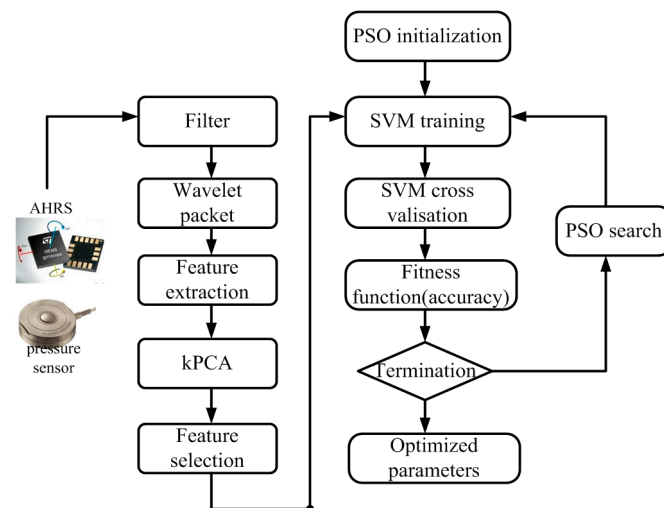 PSO initialization
Filter
SVM training
AHRS
Wavelet
packet
SVM cross
valisation
PSO search
Feature
extraction
Fitness
function(accuracy)
pressure
sensor
kPCA
Termination
Feature
selection
Optimized
parameters